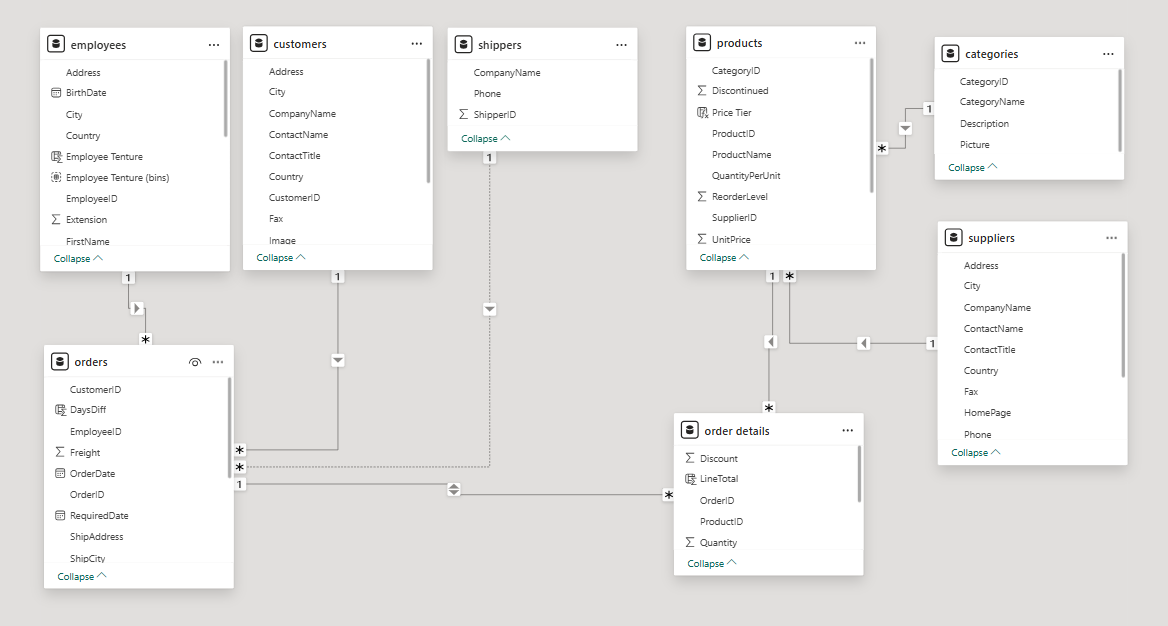 employees
Address
BirthDate
City
Country
Employee Tenture
Employee Tenture (bins)
EmployeeID
Extension
FirstName
Collapse
customers
Address
City
CompanyName
ContactName
ContactTitle
Country
CustomerID
Fax
Image
Collapse
shippers
CompanyName
Phone
ShipperID
Collapse
products
CategoryID
Discontinued
Price Tier
ProductID
ProductName
QuantityPerUnit
ReorderLevel
SupplierID
UnitPrice
Collapse
categories
CategoryID
CategoryName
Description
Picture
Collapse
suppliers
Address
City
CompanyName
ContactName
ContactTitle
Country
Fax
HomePage
Phone
Collapse
1
*
1
*
1
*
1
*
1
*
1
*
1
*
orders
CustomerID
DaysDiff
EmployeeID
Freight
OrderDate
OrderID
RequiredDate
ShipAddress
ShipCity
Collapse
order details
Discount
LineTotal
OrderID
ProductID
Quantity
Collapse